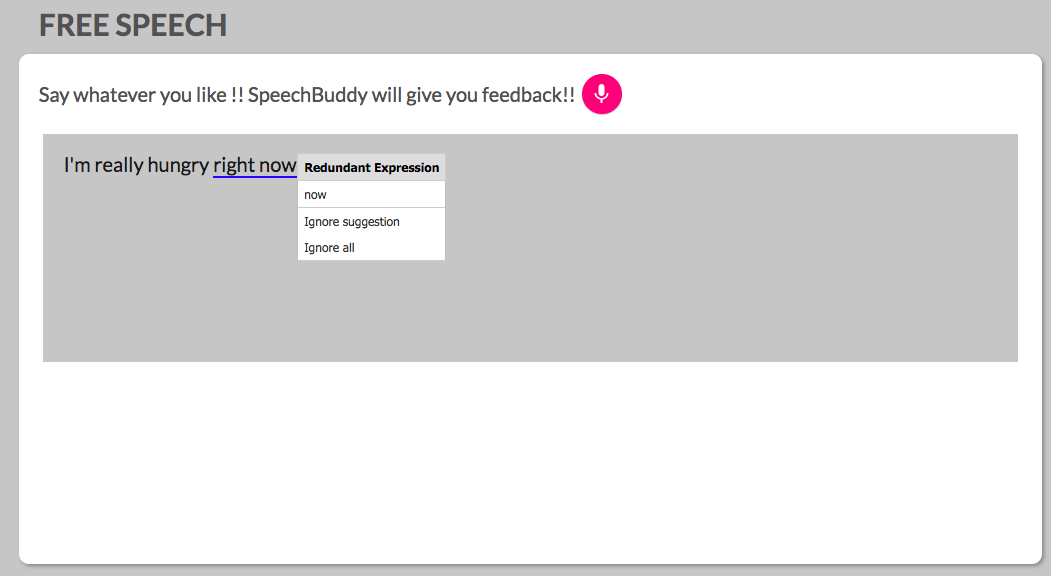 FREE SPEECH
Say whatever you like !! SpeechBuddy will give you feedback!!
I'm really hungry right now
Redundant Expression
now
Ignore suggestion
Ignore all